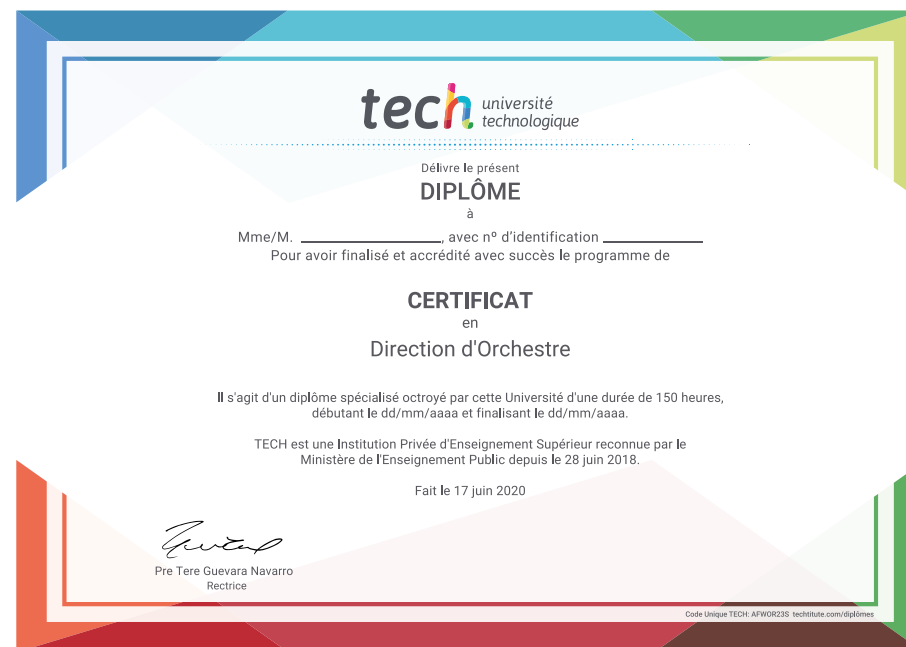 tech université
technologique
Délivre le présent
DIPLÔME
à
Mme/M. ____________________, avec nº d'identification ______________
Pour avoir finalisé et accrédité avec succès le programme de
CERTIFICAT
en
Direction d'Orchestre
Il s'agit d'un diplôme spécialisé octroyé par cette Université d'une durée de 150 heures,
débutant le dd/mm/aaaa et finalisant le dd/mm/aaaa.
TECH est une Institution Privée d'Enseignement Supérieur reconnue par le
Ministère de l'Enseignement Public depuis le 28 juin 2018.
Fait le 17 juin 2020
Pre Tere Guevara Navarro
Rectrice
Code Unique TECH: AFWOR23S techtitute.com/diplômes